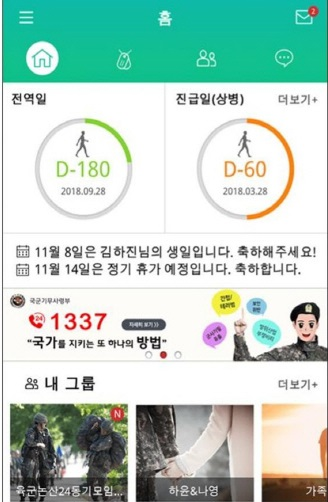 홈
2
전역일
D-180
2018.09.28
진급일(상병)
더보기+
D-60
2018.03.28
11월 8일은 김하진님의 생일입니다. 축하해주세요!
11월 14일은 정기 휴가 예정입니다. 축하합니다.
국군기무사령부
24 1337
자세히 보기 >>
"국가를 지키는 또 하나의 방법"
간첩/
테러범
내 그룹
더보기+
N
육군논산24동기모임...
하윤&나영
가족